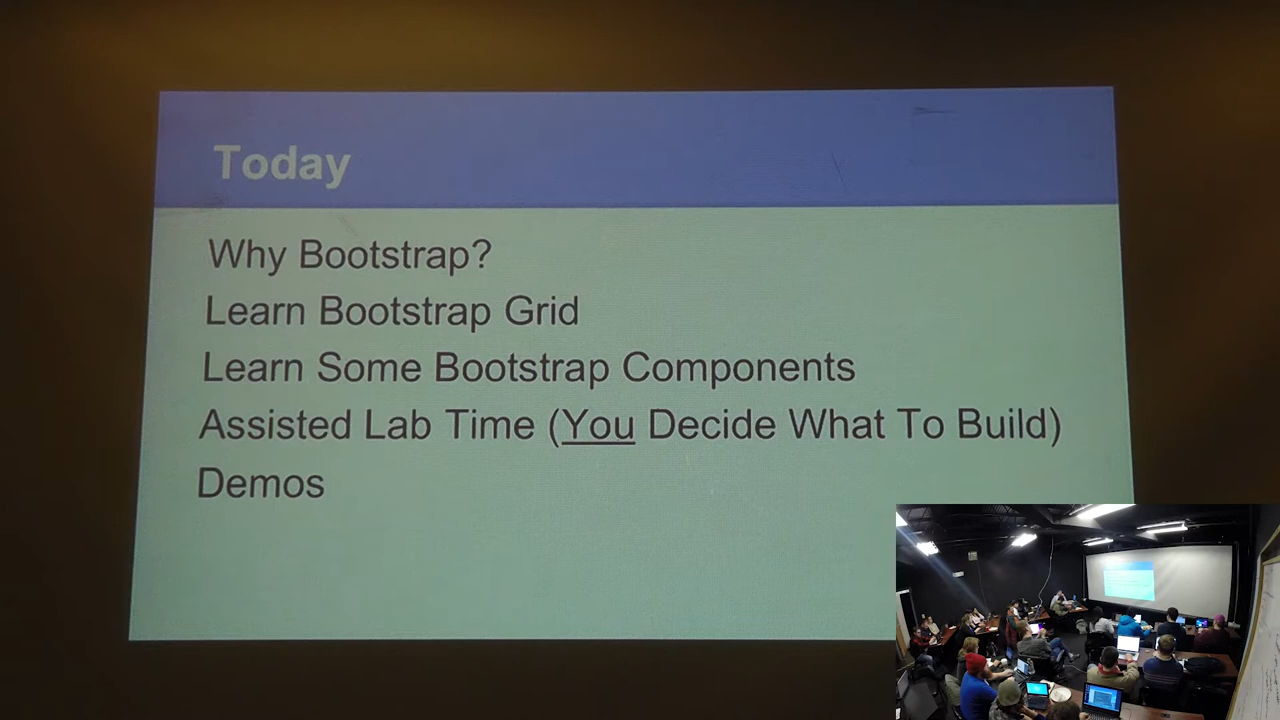 Today
Why Bootstrap?
Learn Bootstrap Grid
Learn Some Bootstrap Components
Assisted Lab Time (You Decide What To Build)
Demos